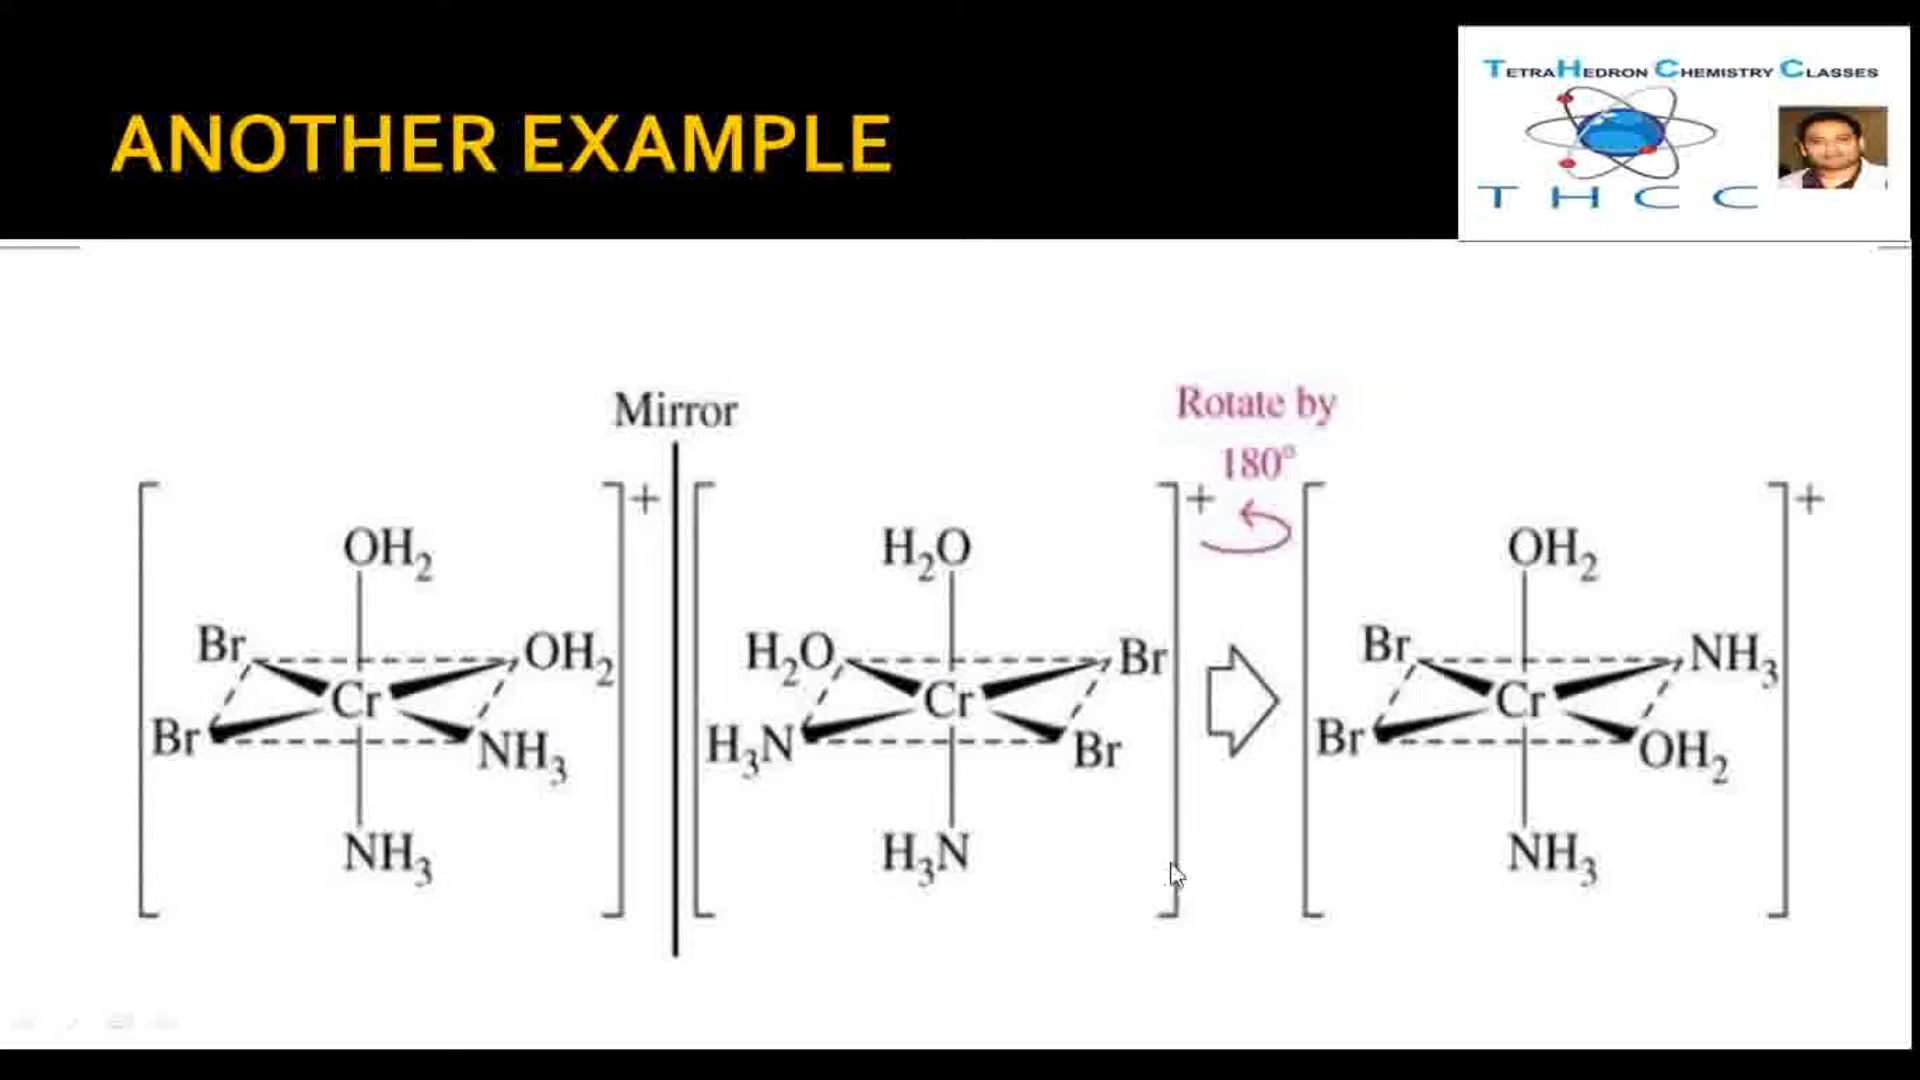 TETRAHEDRON CHEMISTRY CLASSES
THCC
ANOTHER EXAMPLE
Mirror
Rotate by
180°
+
+
+
OH₂
H₂O
OH₂
Br
OH₂
H₂O
Br
Br
NH₃
Cr
Cr
Cr
Br
NH₃
H₃N
Br
Br
OH₂
NH₃
H₃N
NH₃